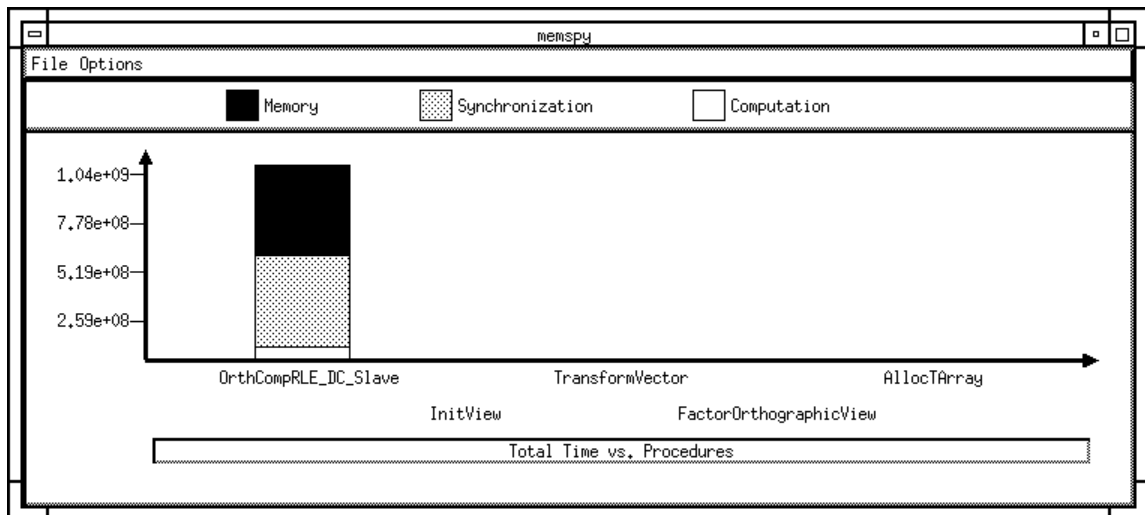 memspy
File Options
Memory Synchronization Computation
1.04e+09
7.78e+08
5.19e+08
2.59e+08
OrthCompRLE_DC_Slave TransformVector AllocTArray
InitView FactorOrthographicView
Total Time vs. Procedures